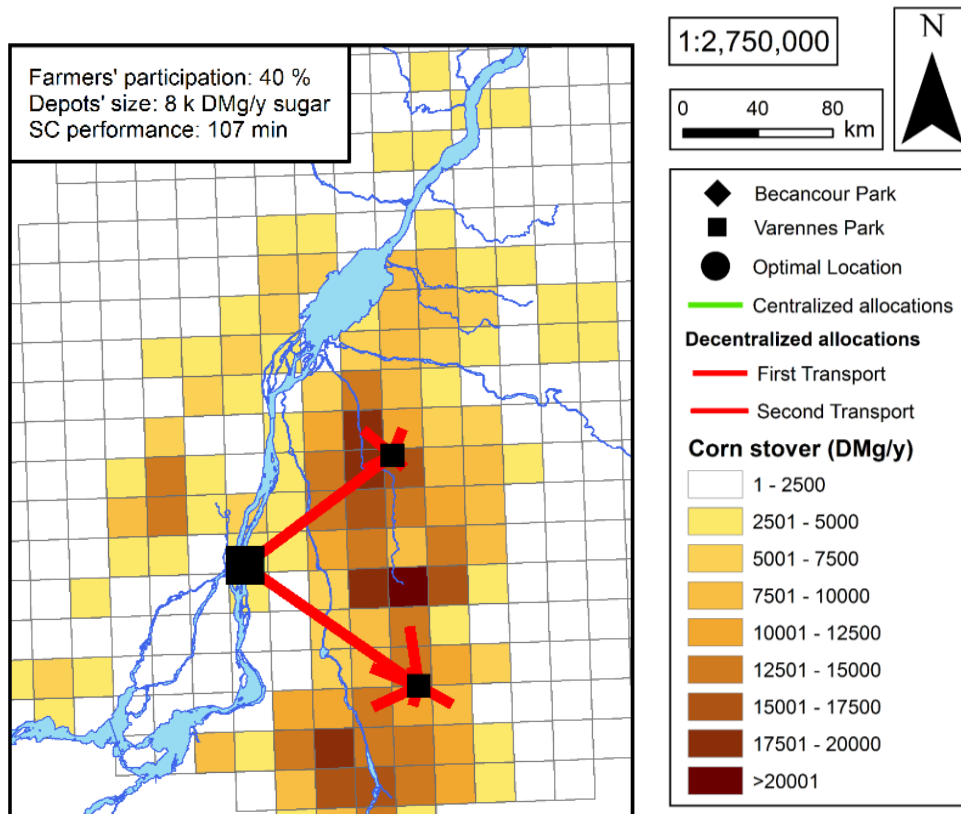 Farmers' participation: 40 %
Depots' size: 8 k DMg/y sugar
SC performance: 107 min
1:2,750,000
N
0 40 80
km
Becancour Park
Varennes Park
Optimal Location
Centralized allocations
Decentralized allocations
First Transport
Second Transport
Corn stover (DMg/y)
1 - 2500
2501 - 5000
5001 - 7500
7501 - 10000
10001 - 12500
12501 - 15000
15001 - 17500
17501 - 20000
>20001